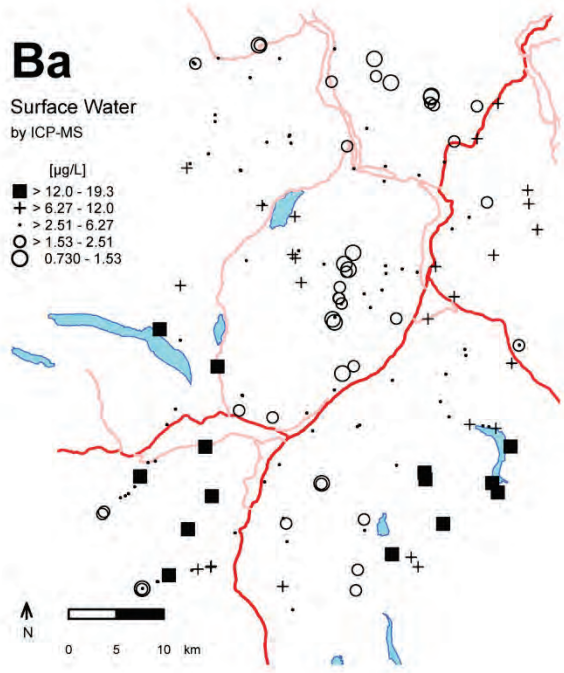 Ba
Surface Water
by ICP-MS
[µg/L]
> 12.0 - 19.3
> 6.27 - 12.0
> 2.51 - 6.27
> 1.53 - 2.51
0.730 - 1.53
N
0 5 10 km